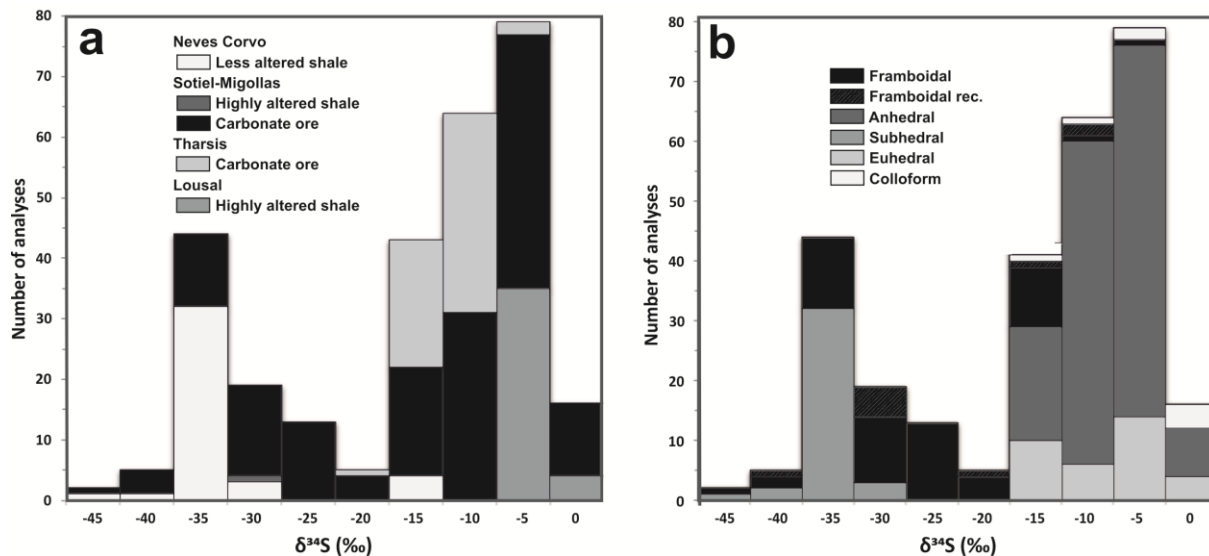 a
Neves Corvo
Less altered shale
Sotiel-Migollas
Highly altered shale
Carbonate ore
Tharsis
Carbonate ore
Lousal
Highly altered shale
Number of analyses
80
70
60
50
40
30
20
10
0
-45 -40 -35 -30 -25 -20 -15 -10 -5 0
δ³⁴S (‰)
b
Framboidal
Framboidal rec.
Anhedral
Subhedral
Euhedral
Colloform
Number of analyses
80
70
60
50
40
30
20
10
0
-45 -40 -35 -30 -25 -20 -15 -10 -5 0
δ³⁴S (‰)